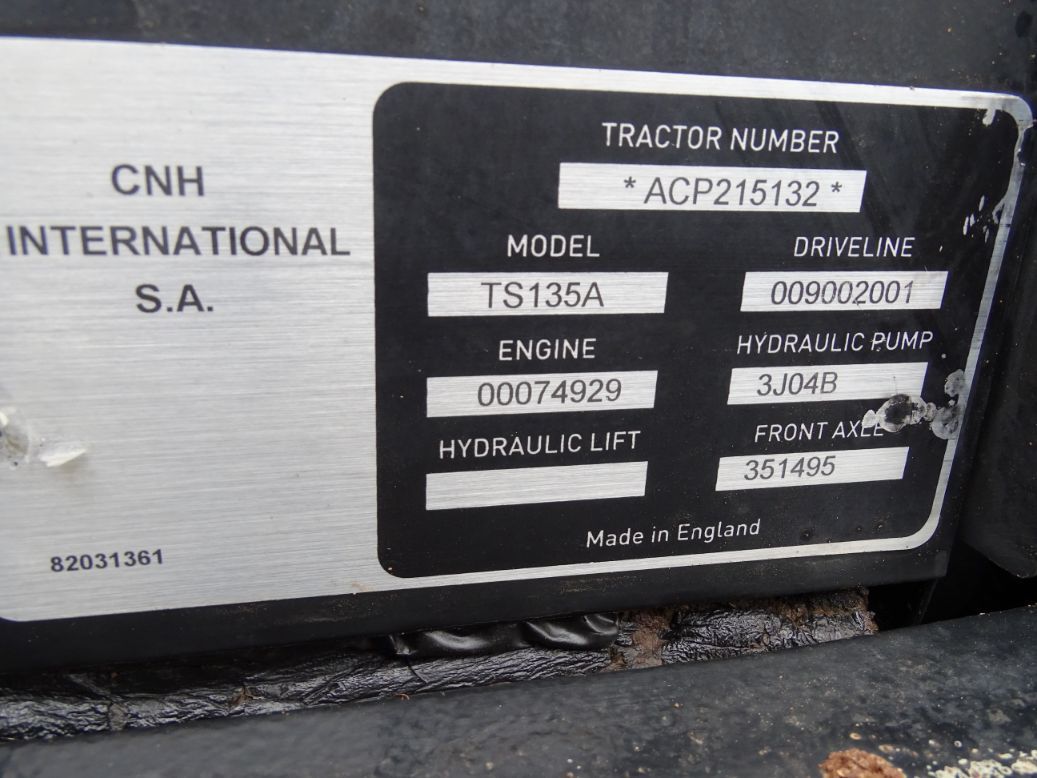 CNH
INTERNATIONAL
S.A.
82031361
TRACTOR NUMBER
* ACP215132 *
MODEL
TS135A
DRIVELINE
009002001
ENGINE
00074929
HYDRAULIC PUMP
3J04B
HYDRAULIC LIFT
FRONT AXLE
351495
Made in England